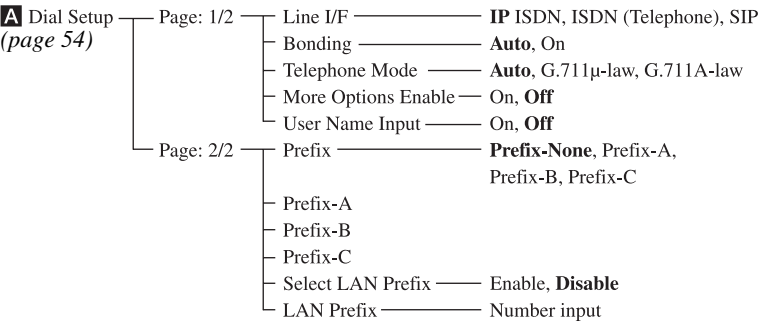 A Dial Setup Page: 1/2 Line I/F IP ISDN, ISDN (Telephone), SIP
(page 54) Bonding Auto, On
Telephone Mode Auto, G.711µ-law, G.711A-law
More Options Enable On, Off
User Name Input On, Off
Page: 2/2 Prefix Prefix-None, Prefix-A,
Prefix-B, Prefix-C
Prefix-A
Prefix-B
Prefix-C
Select LAN Prefix Enable, Disable
LAN Prefix Number input